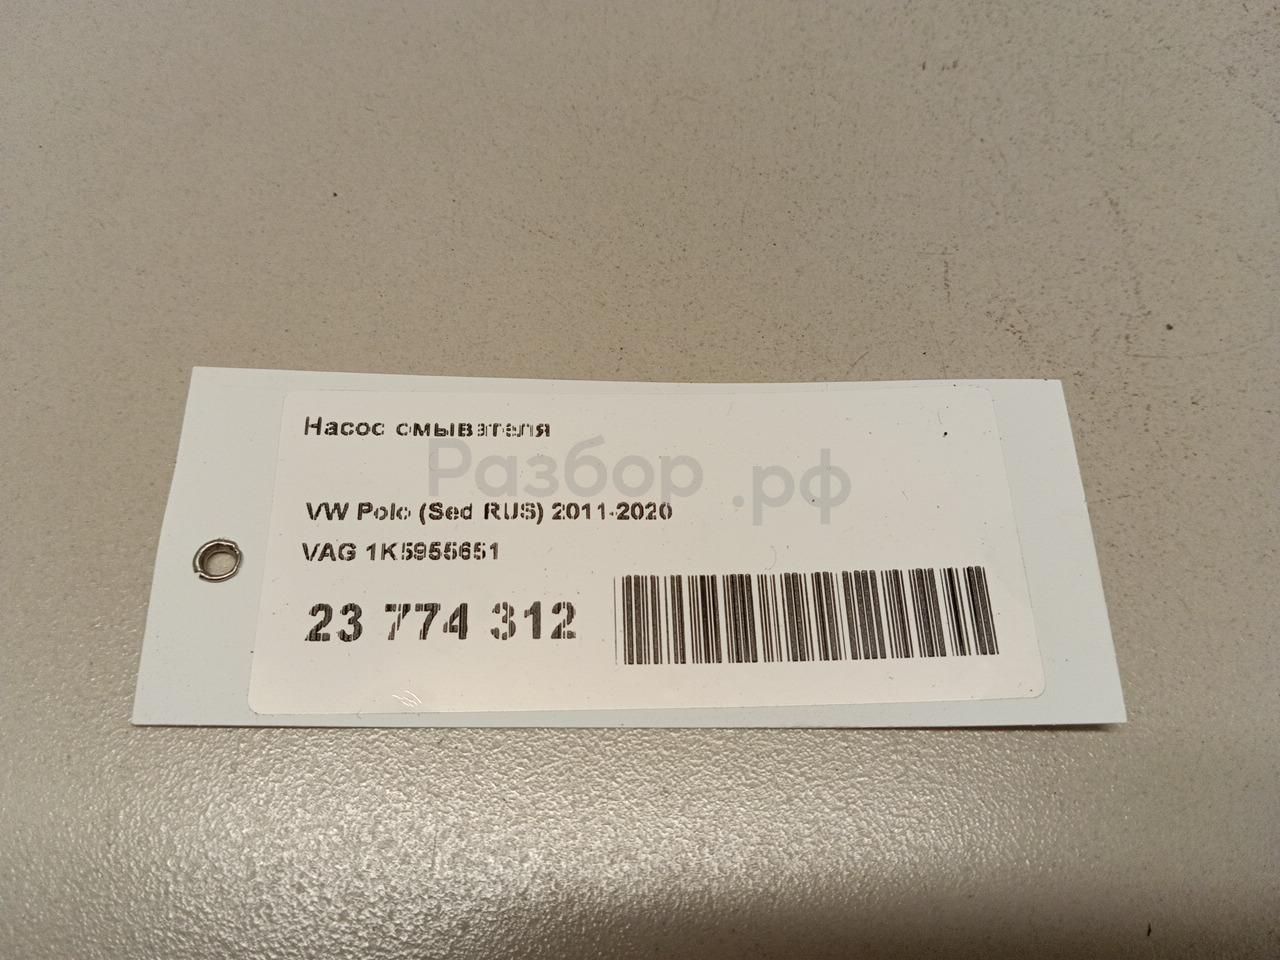 Насос омывателя
Разбор.рф
VW Polo (Sed RUS) 2011-2020
VAG 1K5955651
23 774 312